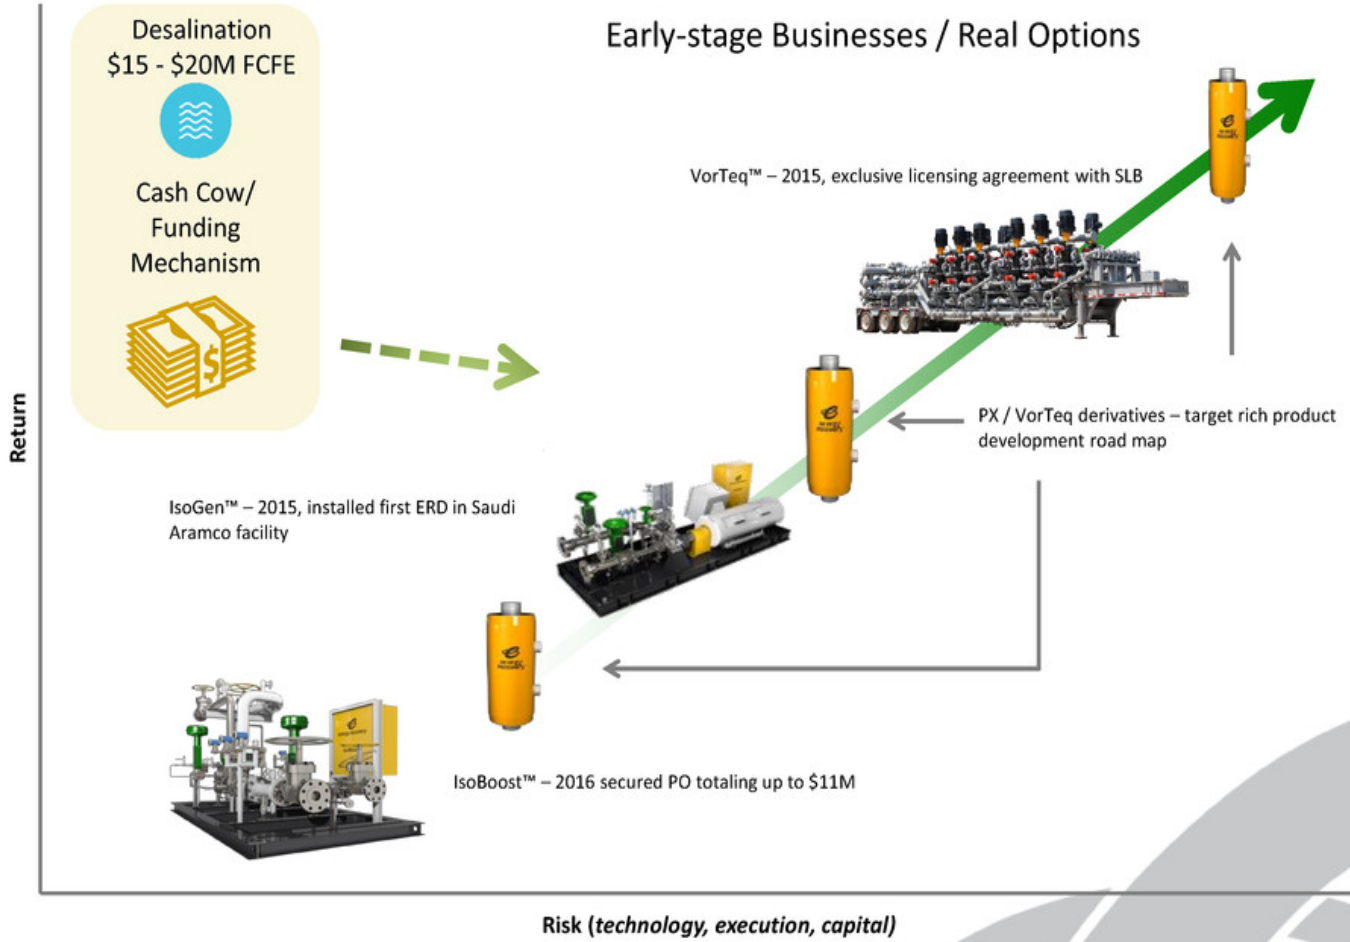 Desalination
$15 - $20M FCFE
Cash Cow/
Funding
Mechanism
$
Early-stage Businesses / Real Options
VorTeq™ – 2015, exclusive licensing agreement with SLB
PX / VorTeq derivatives – target rich product
development road map
Return
IsoGen™ – 2015, installed first ERD in Saudi
Aramco facility
IsoBoost™ – 2016 secured PO totaling up to $11M
Risk (technology, execution, capital)